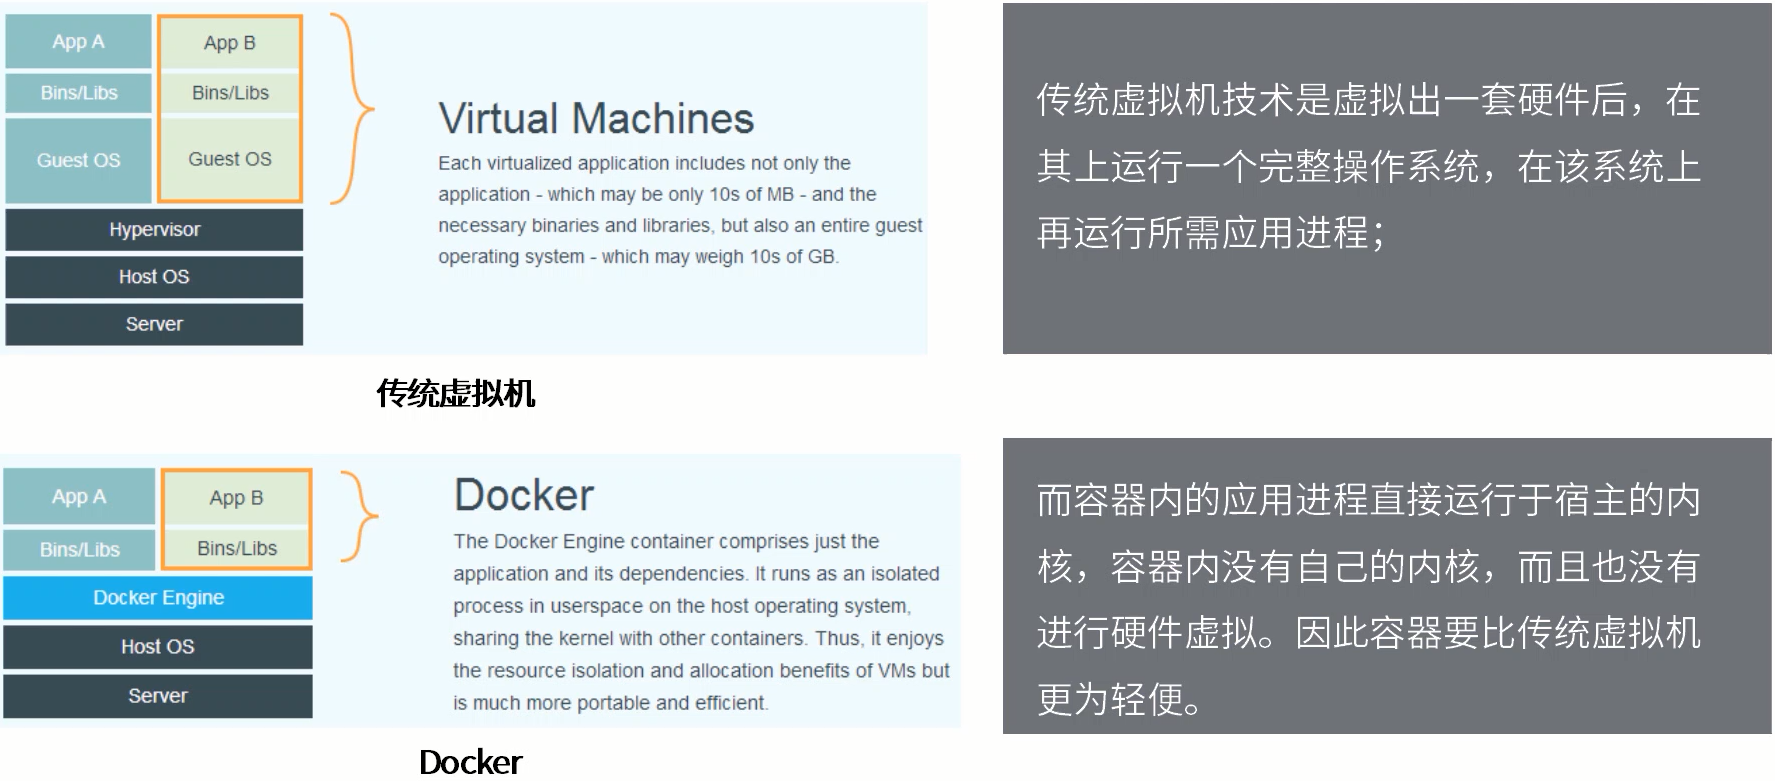 App A
App B
Bins/Libs
Bins/Libs
Guest OS
Guest OS
Hypervisor
Host OS
Server
Virtual Machines
Each virtualized application includes not only the
application - which may be only 10s of MB - and the
necessary binaries and libraries, but also an entire guest
operating system - which may weigh 10s of GB.
传统虚拟机技术是虚拟出一套硬件后，在
其上运行一个完整操作系统，在该系统上
再运行所需应用进程；
传统虚拟机
App A
App B
Bins/Libs
Bins/Libs
Docker Engine
Host OS
Server
Docker
The Docker Engine container comprises just the
application and its dependencies. It runs as an isolated
process in userspace on the host operating system,
sharing the kernel with other containers. Thus, it enjoys
the resource isolation and allocation benefits of VMs but
is much more portable and efficient.
而容器内的应用进程直接运行于宿主的内
核，容器内没有自己的内核，而且也没有
进行硬件虚拟。因此容器要比传统虚拟机
更为轻便。
Docker